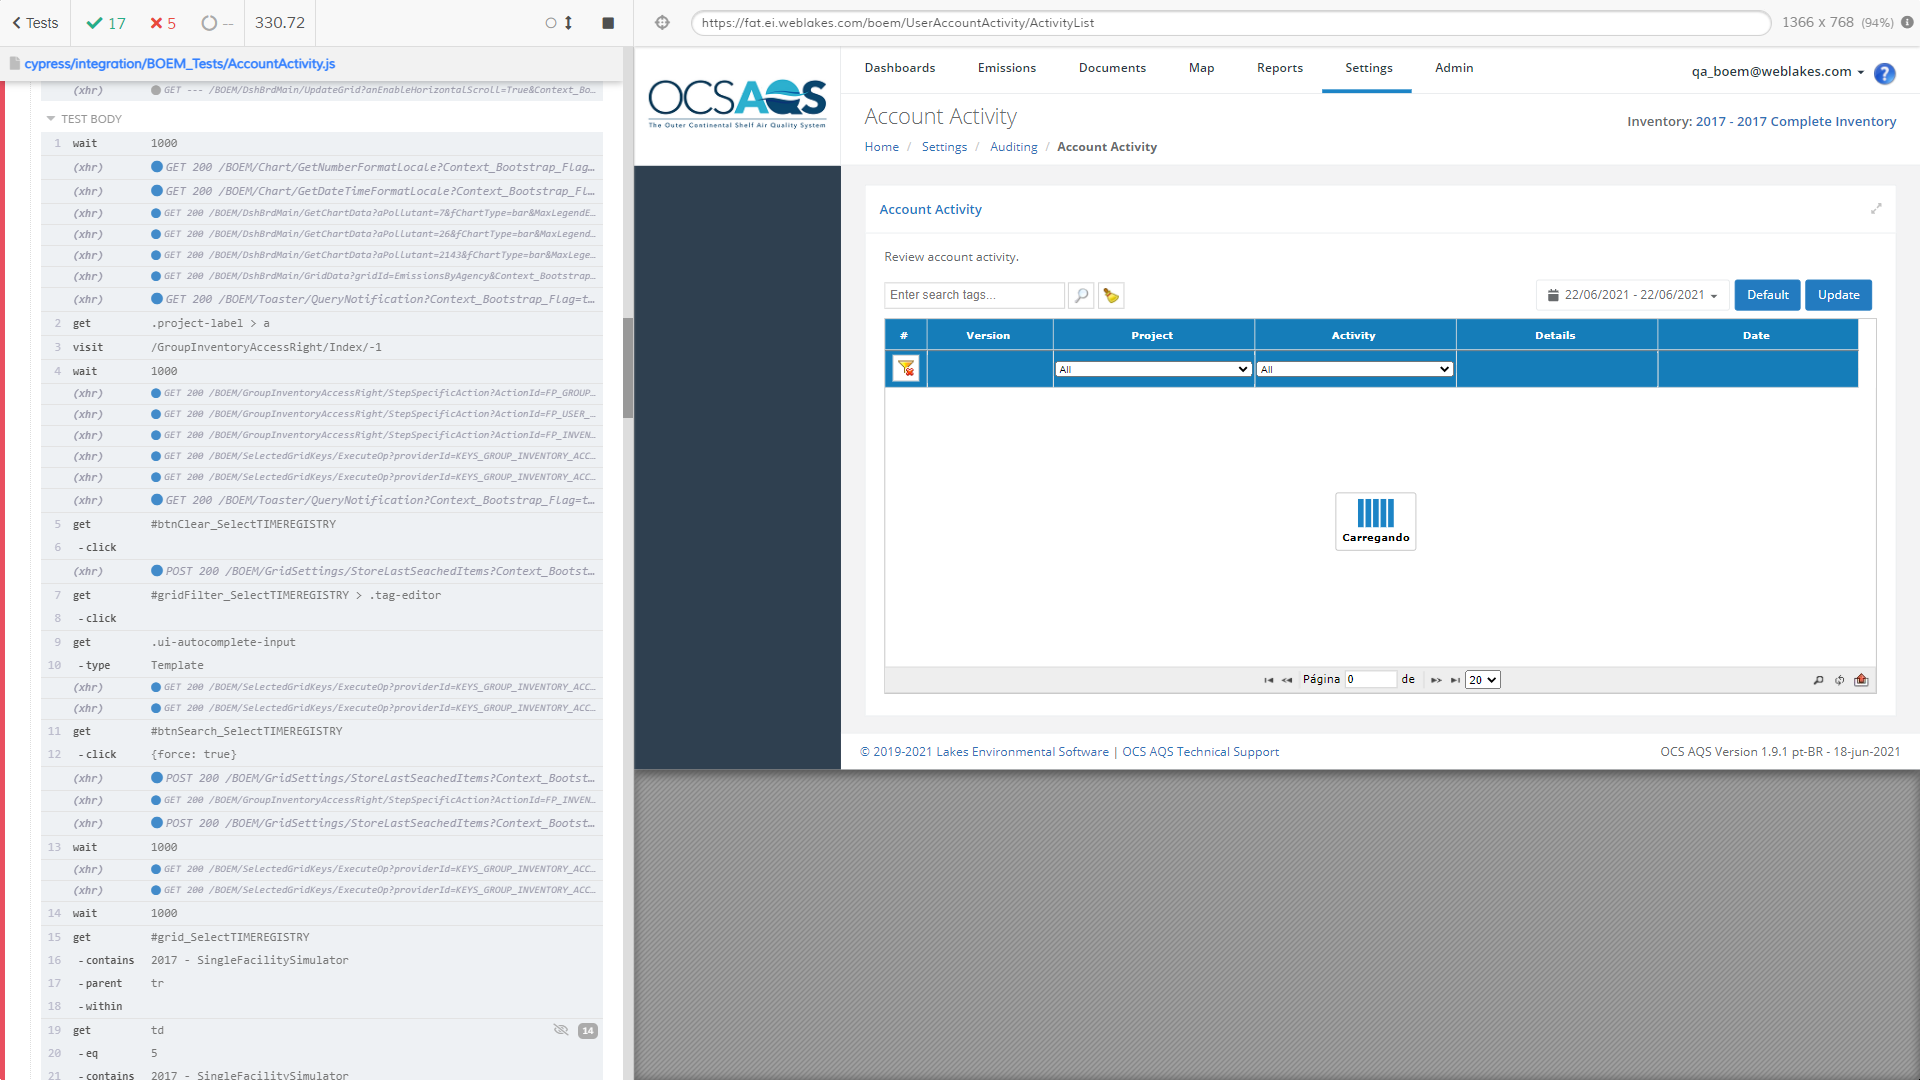 Tests
17
5
--
330.72
https://fat.ei.weblakes.com/boem/UserAccountActivity/ActivityList
1366 x 768 (94%)
cypress/integration/BOEM_Tests/AccountActivity.js
(xhr) GET --- /BOEM/DshBrdMain/UpdateGrid?anEnableHorizontalScroll=True&Context_Bo...
TEST BODY
1 wait 1000
(xhr) GET 200 /BOEM/Chart/GetNumberFormatLocale?Context_Bootstrap_Flag...
(xhr) GET 200 /BOEM/Chart/GetDateTimeFormatLocale?Context_Bootstrap_Fl...
(xhr) GET 200 /BOEM/DshBrdMain/GetChartData?aPollutant=7&fChartType=bar&MaxLegendE...
(xhr) GET 200 /BOEM/DshBrdMain/GetChartData?aPollutant=26&fChartType=bar&MaxLegend...
(xhr) GET 200 /BOEM/DshBrdMain/GetChartData?aPollutant=2143&fChartType=bar&MaxLege...
(xhr) GET 200 /BOEM/DshBrdMain/GridData?gridId=EmissionsByAgency&Context_Bootstrap...
(xhr) GET 200 /BOEM/Toaster/QueryNotification?Context_Bootstrap_Flag=t...
2 get .project-label > a
3 visit /GroupInventoryAccessRight/Index/-1
4 wait 1000
(xhr) GET 200 /BOEM/GroupInventoryAccessRight/StepSpecificAction?ActionId=FP_GROUP...
(xhr) GET 200 /BOEM/GroupInventoryAccessRight/StepSpecificAction?ActionId=FP_USER_...
(xhr) GET 200 /BOEM/GroupInventoryAccessRight/StepSpecificAction?ActionId=FP_INVEN...
(xhr) GET 200 /BOEM/SelectedGridKeys/ExecuteOp?providerId=KEYS_GROUP_INVENTORY_ACC...
(xhr) GET 200 /BOEM/SelectedGridKeys/ExecuteOp?providerId=KEYS_GROUP_INVENTORY_ACC...
(xhr) GET 200 /BOEM/Toaster/QueryNotification?Context_Bootstrap_Flag=t...
5 get #btnClear_SelectTIMEREGISTRY
6 -click
(xhr) POST 200 /BOEM/GridSettings/StoreLastSeachedItems?Context_Bootst...
7 get #gridFilter_SelectTIMEREGISTRY > .tag-editor
8 -click
9 get .ui-autocomplete-input
10 -type Template
(xhr) GET 200 /BOEM/SelectedGridKeys/ExecuteOp?providerId=KEYS_GROUP_INVENTORY_ACC...
(xhr) GET 200 /BOEM/SelectedGridKeys/ExecuteOp?providerId=KEYS_GROUP_INVENTORY_ACC...
11 get #btnSearch_SelectTIMEREGISTRY
12 -click {force: true}
(xhr) POST 200 /BOEM/GridSettings/StoreLastSeachedItems?Context_Bootst...
(xhr) GET 200 /BOEM/GroupInventoryAccessRight/StepSpecificAction?ActionId=FP_INVEN...
(xhr) POST 200 /BOEM/GridSettings/StoreLastSeachedItems?Context_Bootst...
13 wait 1000
(xhr) GET 200 /BOEM/SelectedGridKeys/ExecuteOp?providerId=KEYS_GROUP_INVENTORY_ACC...
(xhr) GET 200 /BOEM/SelectedGridKeys/ExecuteOp?providerId=KEYS_GROUP_INVENTORY_ACC...
14 wait 1000
15 get #grid_SelectTIMEREGISTRY
16 -contains 2017 - SingleFacilitySimulator
17 -parent tr
18 -within
19 get td 14
20 -eq 5
21 -contains 2017 - SingleFacilitySimulator
OCSAQS
The Outer Continental Shelf Air Quality System
Dashboards Emissions Documents Map Reports Settings Admin
qa_boem@weblakes.com
?
Account Activity
Inventory: 2017 - 2017 Complete Inventory
Home / Settings / Auditing / Account Activity
Account Activity
Review account activity.
Enter search tags...
22/06/2021 - 22/06/2021 Default Update
# Version Project Activity Details Date
All All
Carregando
Página 0 de 20
© 2019-2021 Lakes Environmental Software | OCS AQS Technical Support
OCS AQS Version 1.9.1 pt-BR - 18-jun-2021